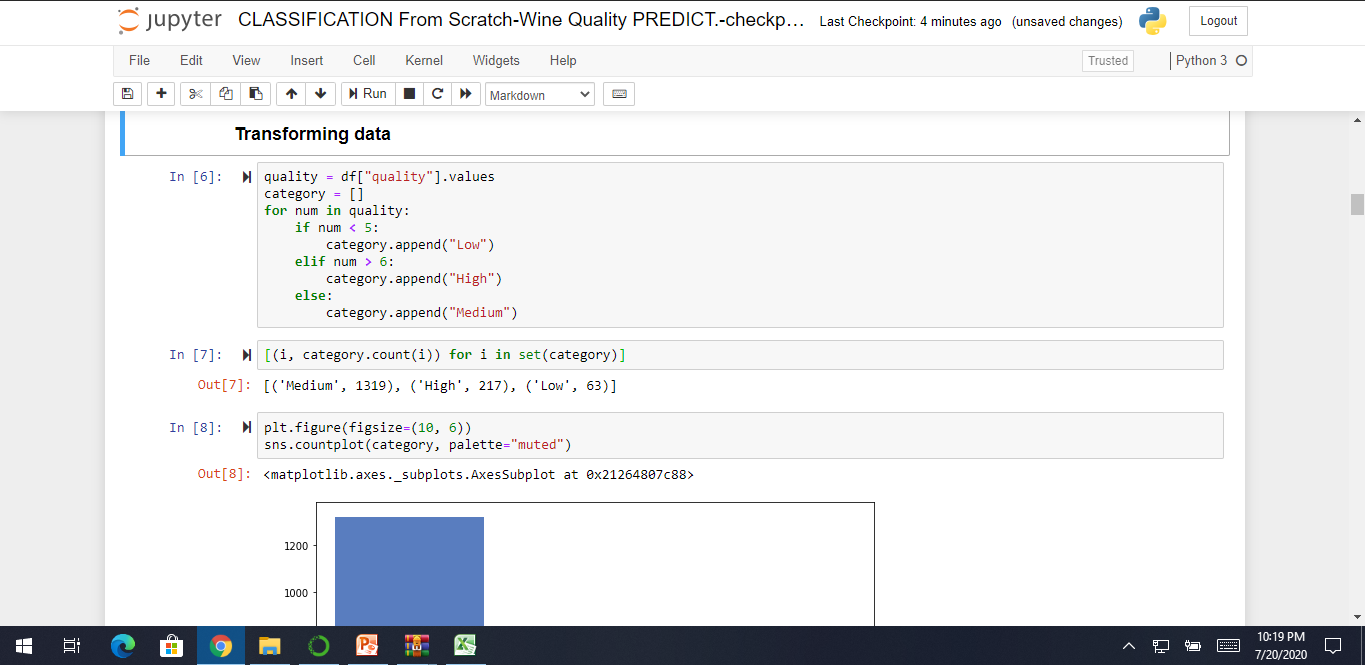 jupyter CLASSIFICATION From Scratch-Wine Quality PREDICT.-checkp... Last Checkpoint: 4 minutes ago (unsaved changes) Logout
File Edit View Insert Cell Kernel Widgets Help Trusted Python 3
Run Markdown
Transforming data
In [6]: quality = df["quality"].values
category = []
for num in quality:
    if num < 5:
        category.append("Low")
    elif num > 6:
        category.append("High")
    else:
        category.append("Medium")
In [7]: [(i, category.count(i)) for i in set(category)]
Out[7]: [('Medium', 1319), ('High', 217), ('Low', 63)]
In [8]: plt.figure(figsize=(10, 6))
sns.countplot(category, palette="muted")
Out[8]: <matplotlib.axes._subplots.AxesSubplot at 0x21264807c88>
1200
1000
10:19 PM
7/20/2020